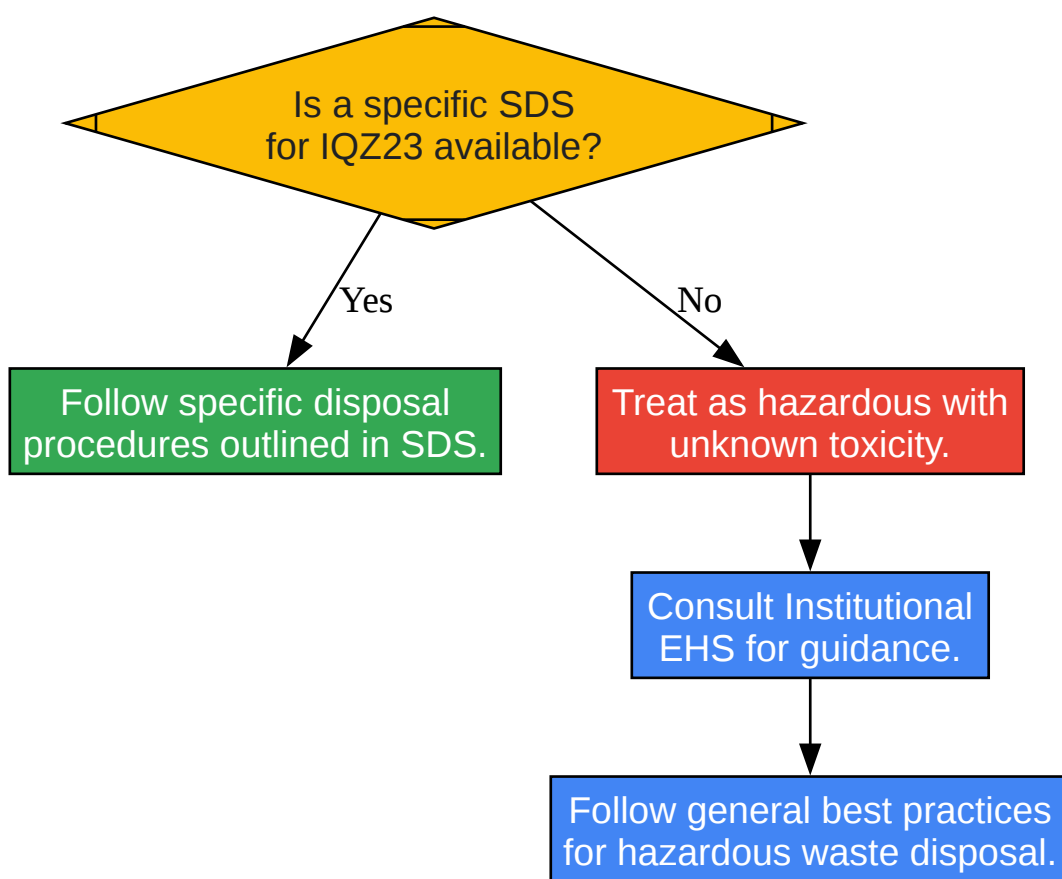 Is a specific SDS
for IQZ23 available?
Yes
No
Follow specific disposal
procedures outlined in SDS.
Treat as hazardous with
unknown toxicity.
Consult Institutional
EHS for guidance.
Follow general best practices
for hazardous waste disposal.